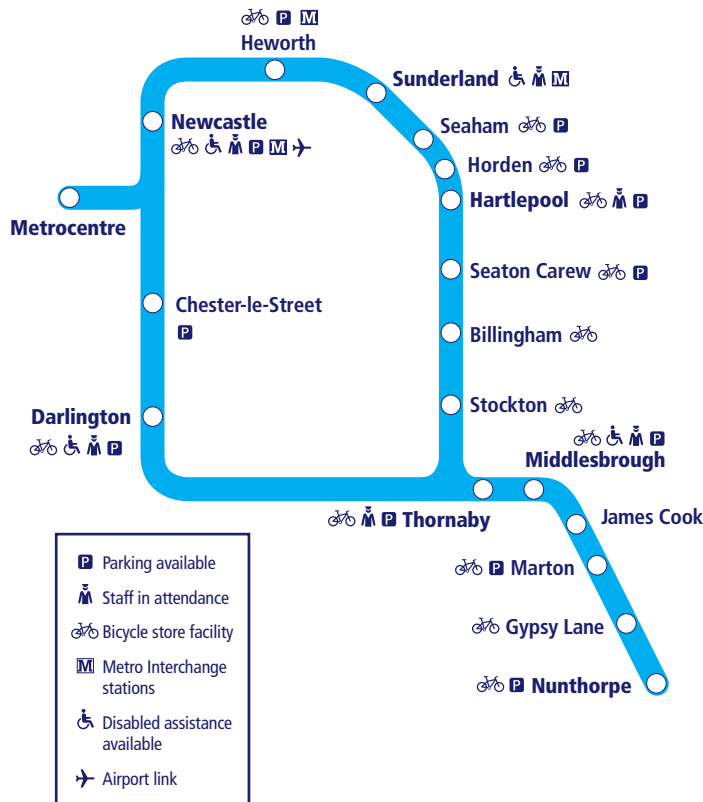 M
Heworth
Sunderland M
Newcastle
P M
Seaham P
Horden P
Hartlepool P
Metrocentre
Seaton Carew P
Chester-le-Street
P
Billingham
Darlington
P
Stockton
P
Middlesbrough
P Thornaby
James Cook
P Marton
Gypsy Lane
P Nunthorpe
P Parking available
Staff in attendance
Bicycle store facility
M Metro Interchange
stations
Disabled assistance
available
Airport link